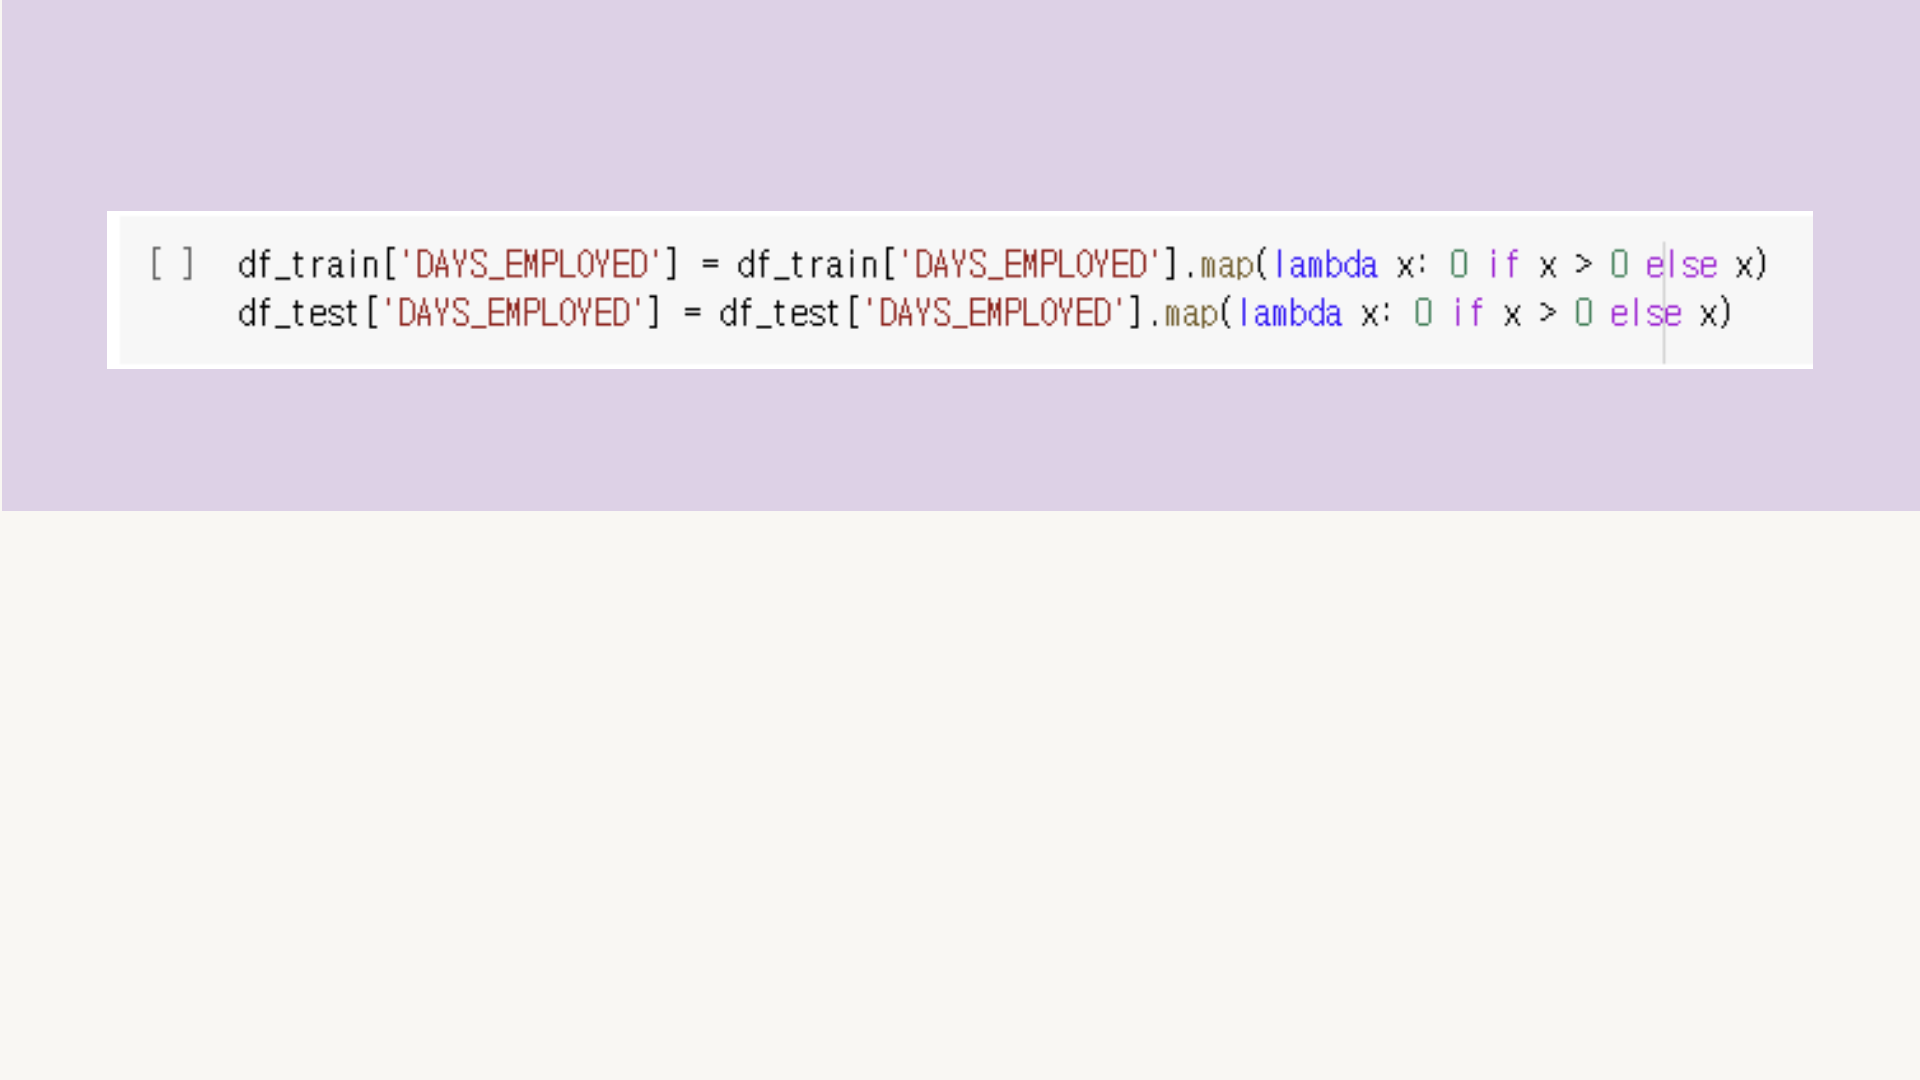 [ ] df_train['DAYS_EMPLOYED'] = df_train['DAYS_EMPLOYED'].map(lambda x: 0 if x > 0 else x)
df_test['DAYS_EMPLOYED'] = df_test['DAYS_EMPLOYED'].map(lambda x: 0 if x > 0 else x)